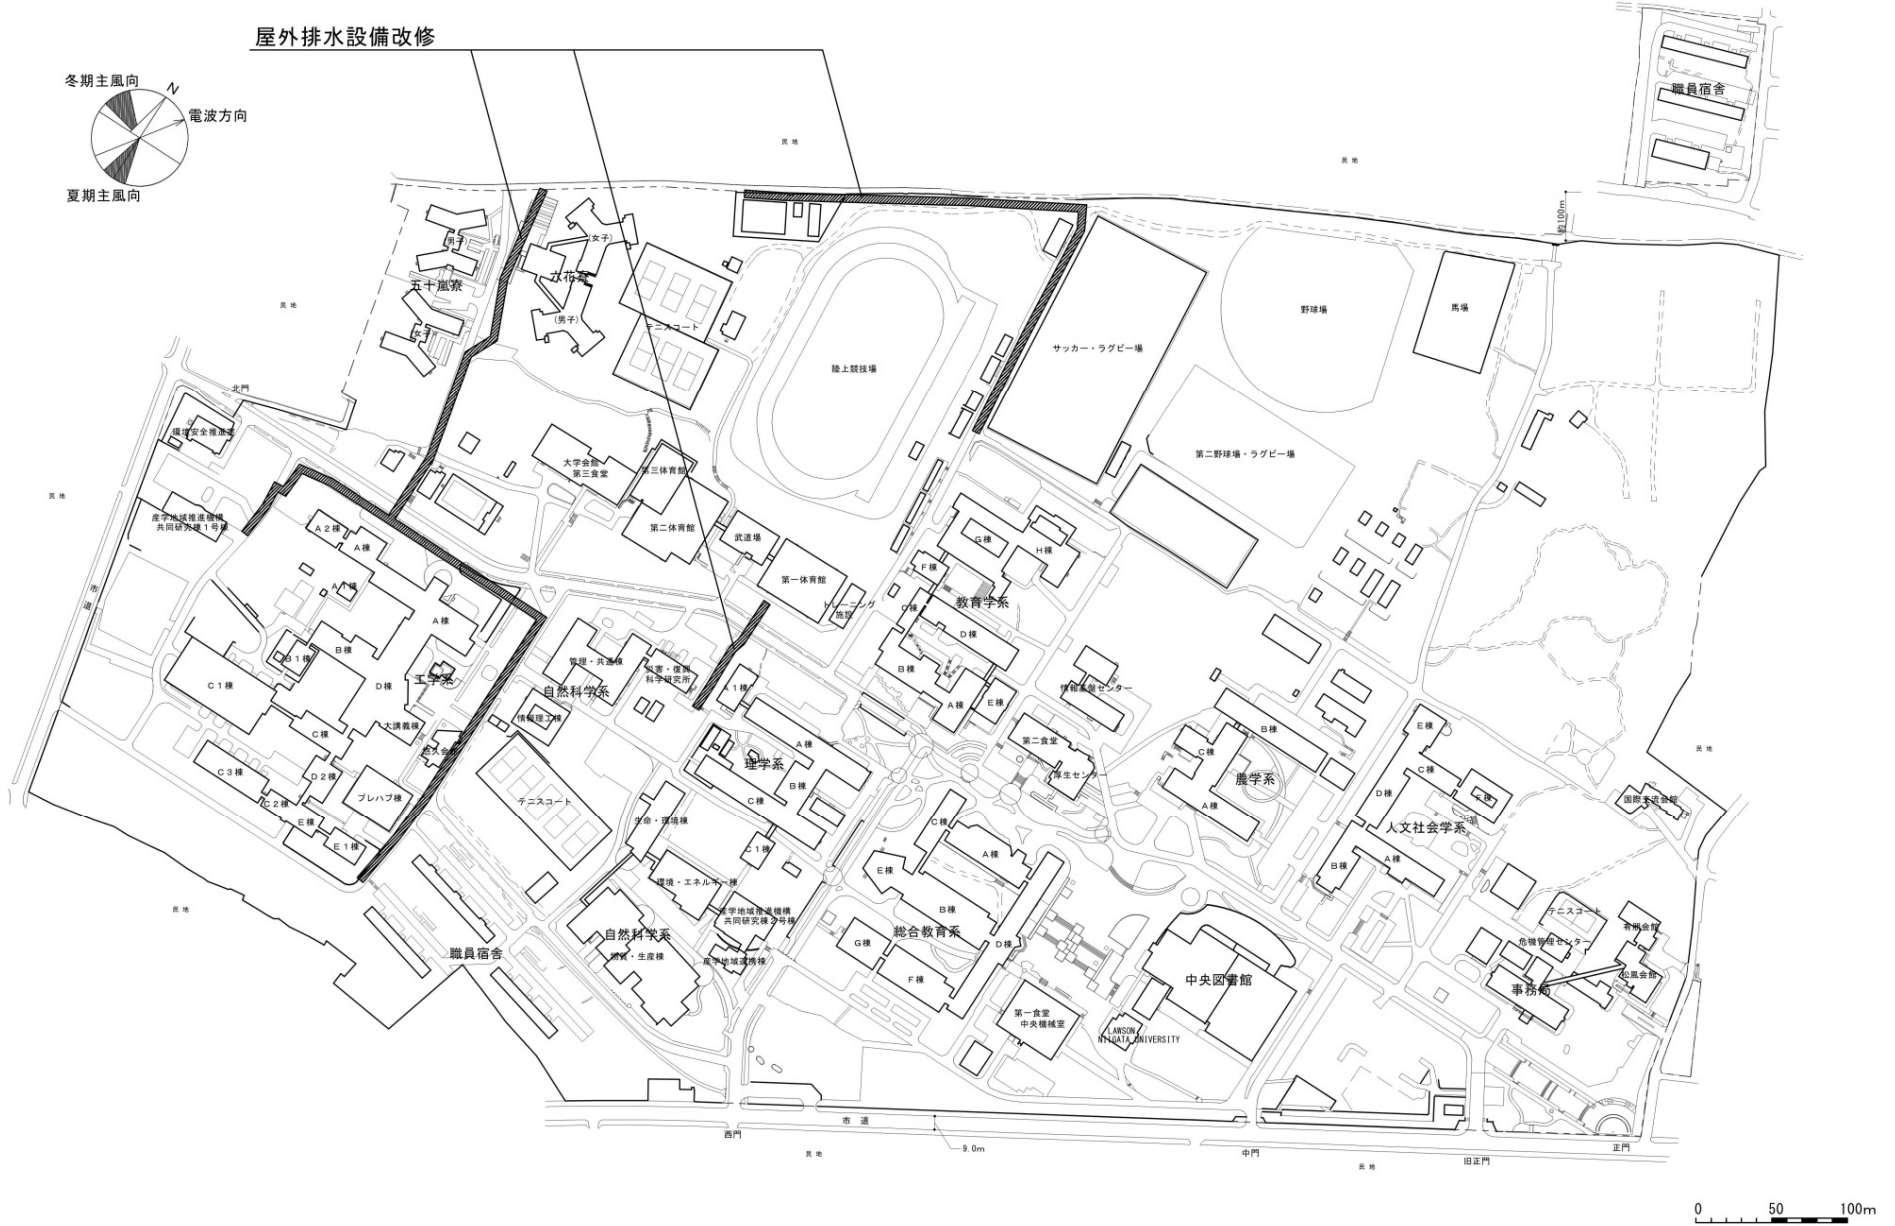 屋外排水設備改修
冬期主風向
N
電波方向
夏期主風向
職員宿舎
民 地
民 地
約100m
(男子)
五十嵐寮
(女子)
(女子)
六花寮
(男子)
テニスコート
陸上競技場
サッカー・ラグビー場
野球場
馬場
第二野球場・ラグビー場
民 地
北門
環境安全推進室
民 地
産学地域推進機構
共同研究棟1号棟
市 道
大学会館
第三食堂
第三体育館
第二体育館
武道場
第一体育館
トレーニング
施設
A2棟
A棟
A1棟
A棟
B棟
B1棟
C1棟
D棟
工学系
大講義棟
C棟
悠久会館
C3棟
D2棟
C2棟
プレハブ棟
E棟
E1棟
管理・共通棟
災害・復興
科学研究所
自然科学系
情報理工棟
A1棟
テニスコート
A棟
理学系
B棟
C棟
生命・環境棟
C1棟
環境・エネルギー棟
産学地域推進機構
共同研究棟2号棟
自然科学系
物質・生産棟
産学地域連携棟
職員宿舎
民 地
G棟
H棟
F棟
教育学系
C棟
D棟
B棟
A棟
E棟
情報基盤センター
第二食堂
厚生センター
C棟
A棟
E棟
B棟
総合教育系
D棟
G棟
F棟
第一食堂
中央機械室
LAWSON
NIIGATA UNIVERSITY
中央図書館
B棟
C棟
農学系
A棟
E棟
C棟
F棟
D棟
人文社会学系
A棟
B棟
国際交流会館
民 地
テニスコート
有朋会館
危機管理センター
松風会館
事務局
市 道
西門
9.0m
民 地
中門
民 地
旧正門
正門
0 50 100m